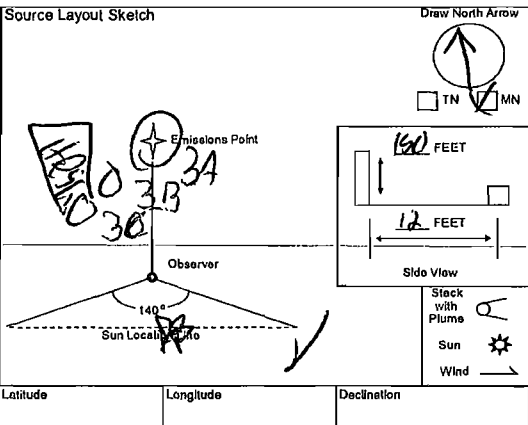 Source Layout Sketch
Draw North Arrow
TN
MN
Emissions Point
3A
3B
3C
150 FEET
12 FEET
Side View
Observer
140°
Sun Location Line
Stack
with
Plume
Sun
Wind
Latitude
Longitude
Declination